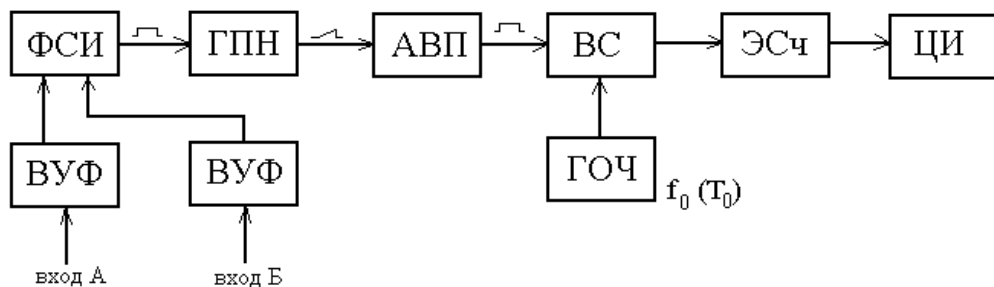 ФСИ ГПН АВП ВС ЭСч ЦИ
ВУФ ВУФ ГОЧ f₀ (T₀)
вход А вход Б